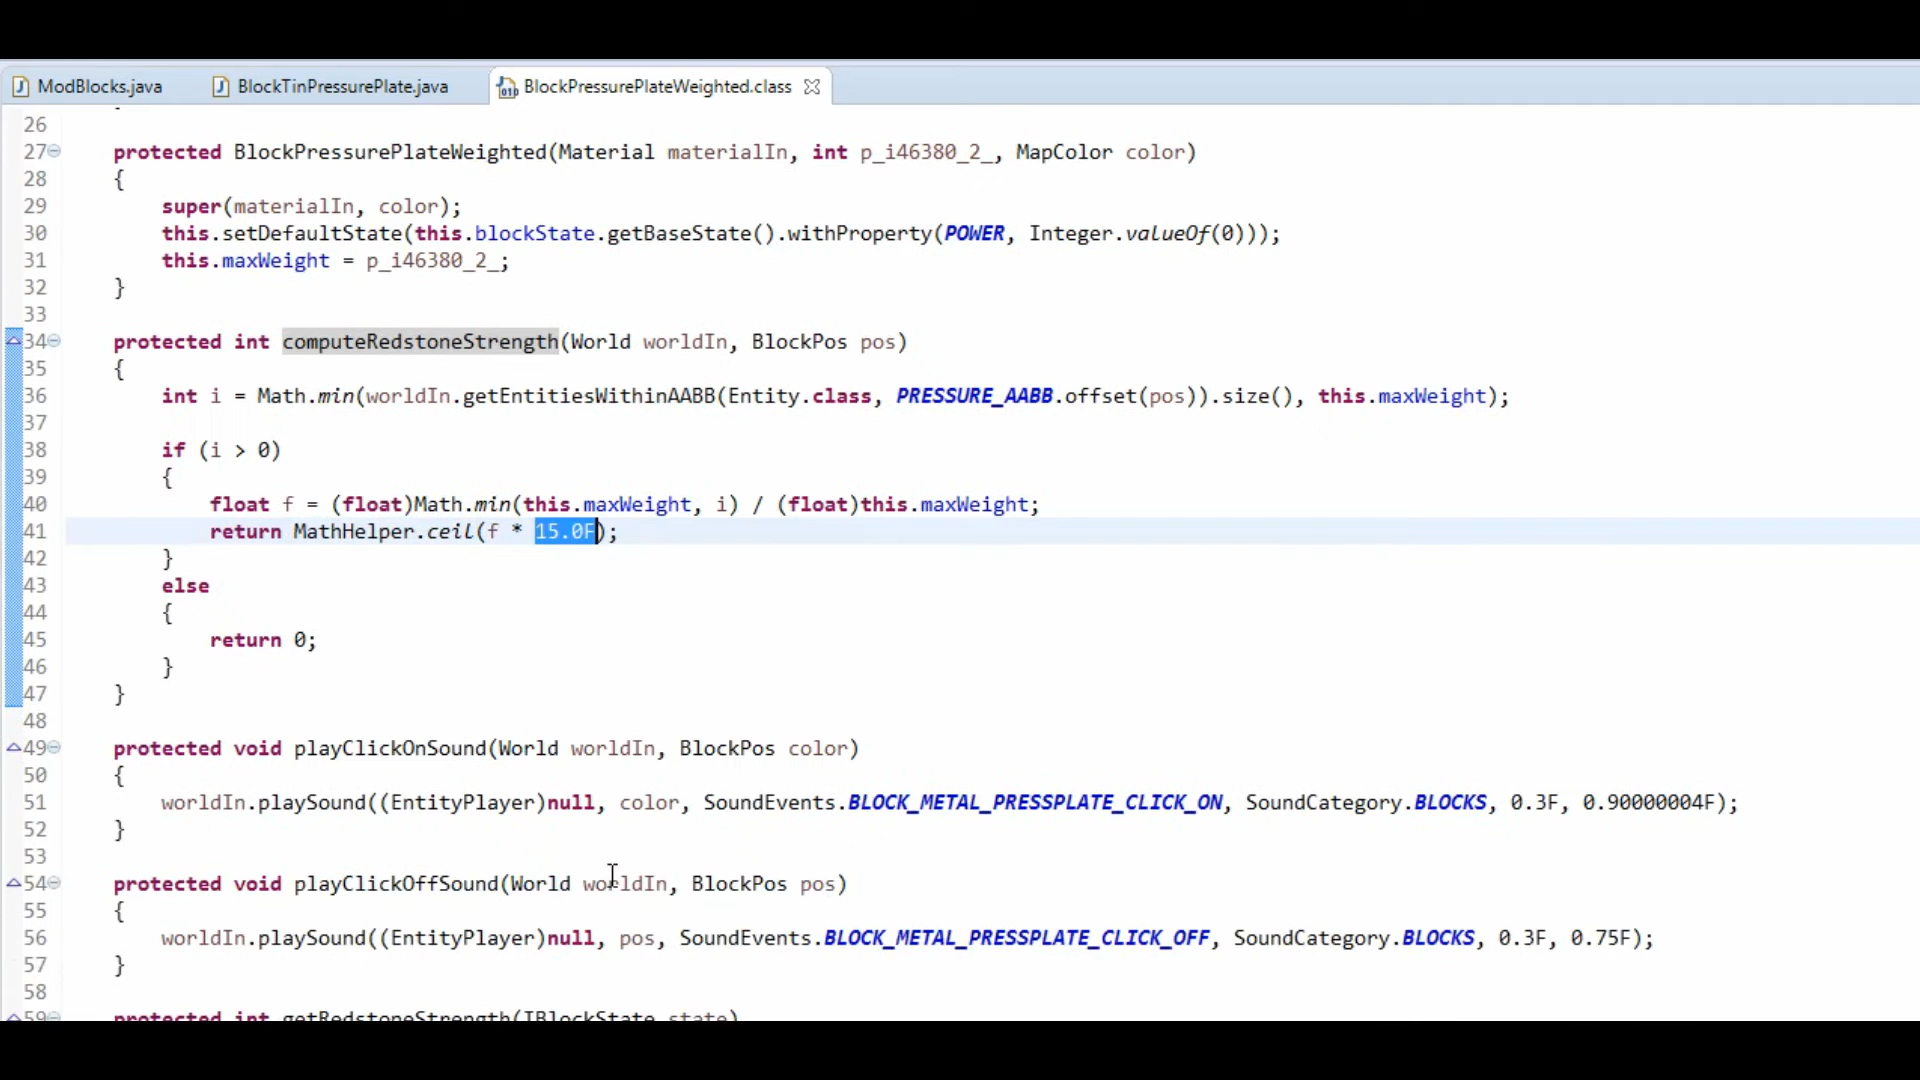 ModBlocks.java BlockTinPressurePlate.java BlockPressurePlateWeighted.class
26
27 protected BlockPressurePlateWeighted(Material materialIn, int p_i46380_2_, MapColor color)
28 {
29 super(materialIn, color);
30 this.setDefaultState(this.blockState.getBaseState().withProperty(POWER, Integer.valueOf(0)));
31 this.maxWeight = p_i46380_2_;
32 }
33
34 protected int computeRedstoneStrength(World worldIn, BlockPos pos)
35 {
36 int i = Math.min(worldIn.getEntitiesWithinAABB(Entity.class, PRESSURE_AABB.offset(pos)).size(), this.maxWeight);
37
38 if (i > 0)
39 {
40 float f = (float)Math.min(this.maxWeight, i) / (float)this.maxWeight;
41 return MathHelper.ceil(f * 15.0F);
42 }
43 else
44 {
45 return 0;
46 }
47 }
48
49 protected void playClickOnSound(World worldIn, BlockPos color)
50 {
51 worldIn.playSound((EntityPlayer)null, color, SoundEvents.BLOCK_METAL_PRESSPLATE_CLICK_ON, SoundCategory.BLOCKS, 0.3F, 0.90000004F);
52 }
53
54 protected void playClickOffSound(World worldIn, BlockPos pos)
55 {
56 worldIn.playSound((EntityPlayer)null, pos, SoundEvents.BLOCK_METAL_PRESSPLATE_CLICK_OFF, SoundCategory.BLOCKS, 0.3F, 0.75F);
57 }
58
59 protected int getRedstoneStrength(IBlockState state)